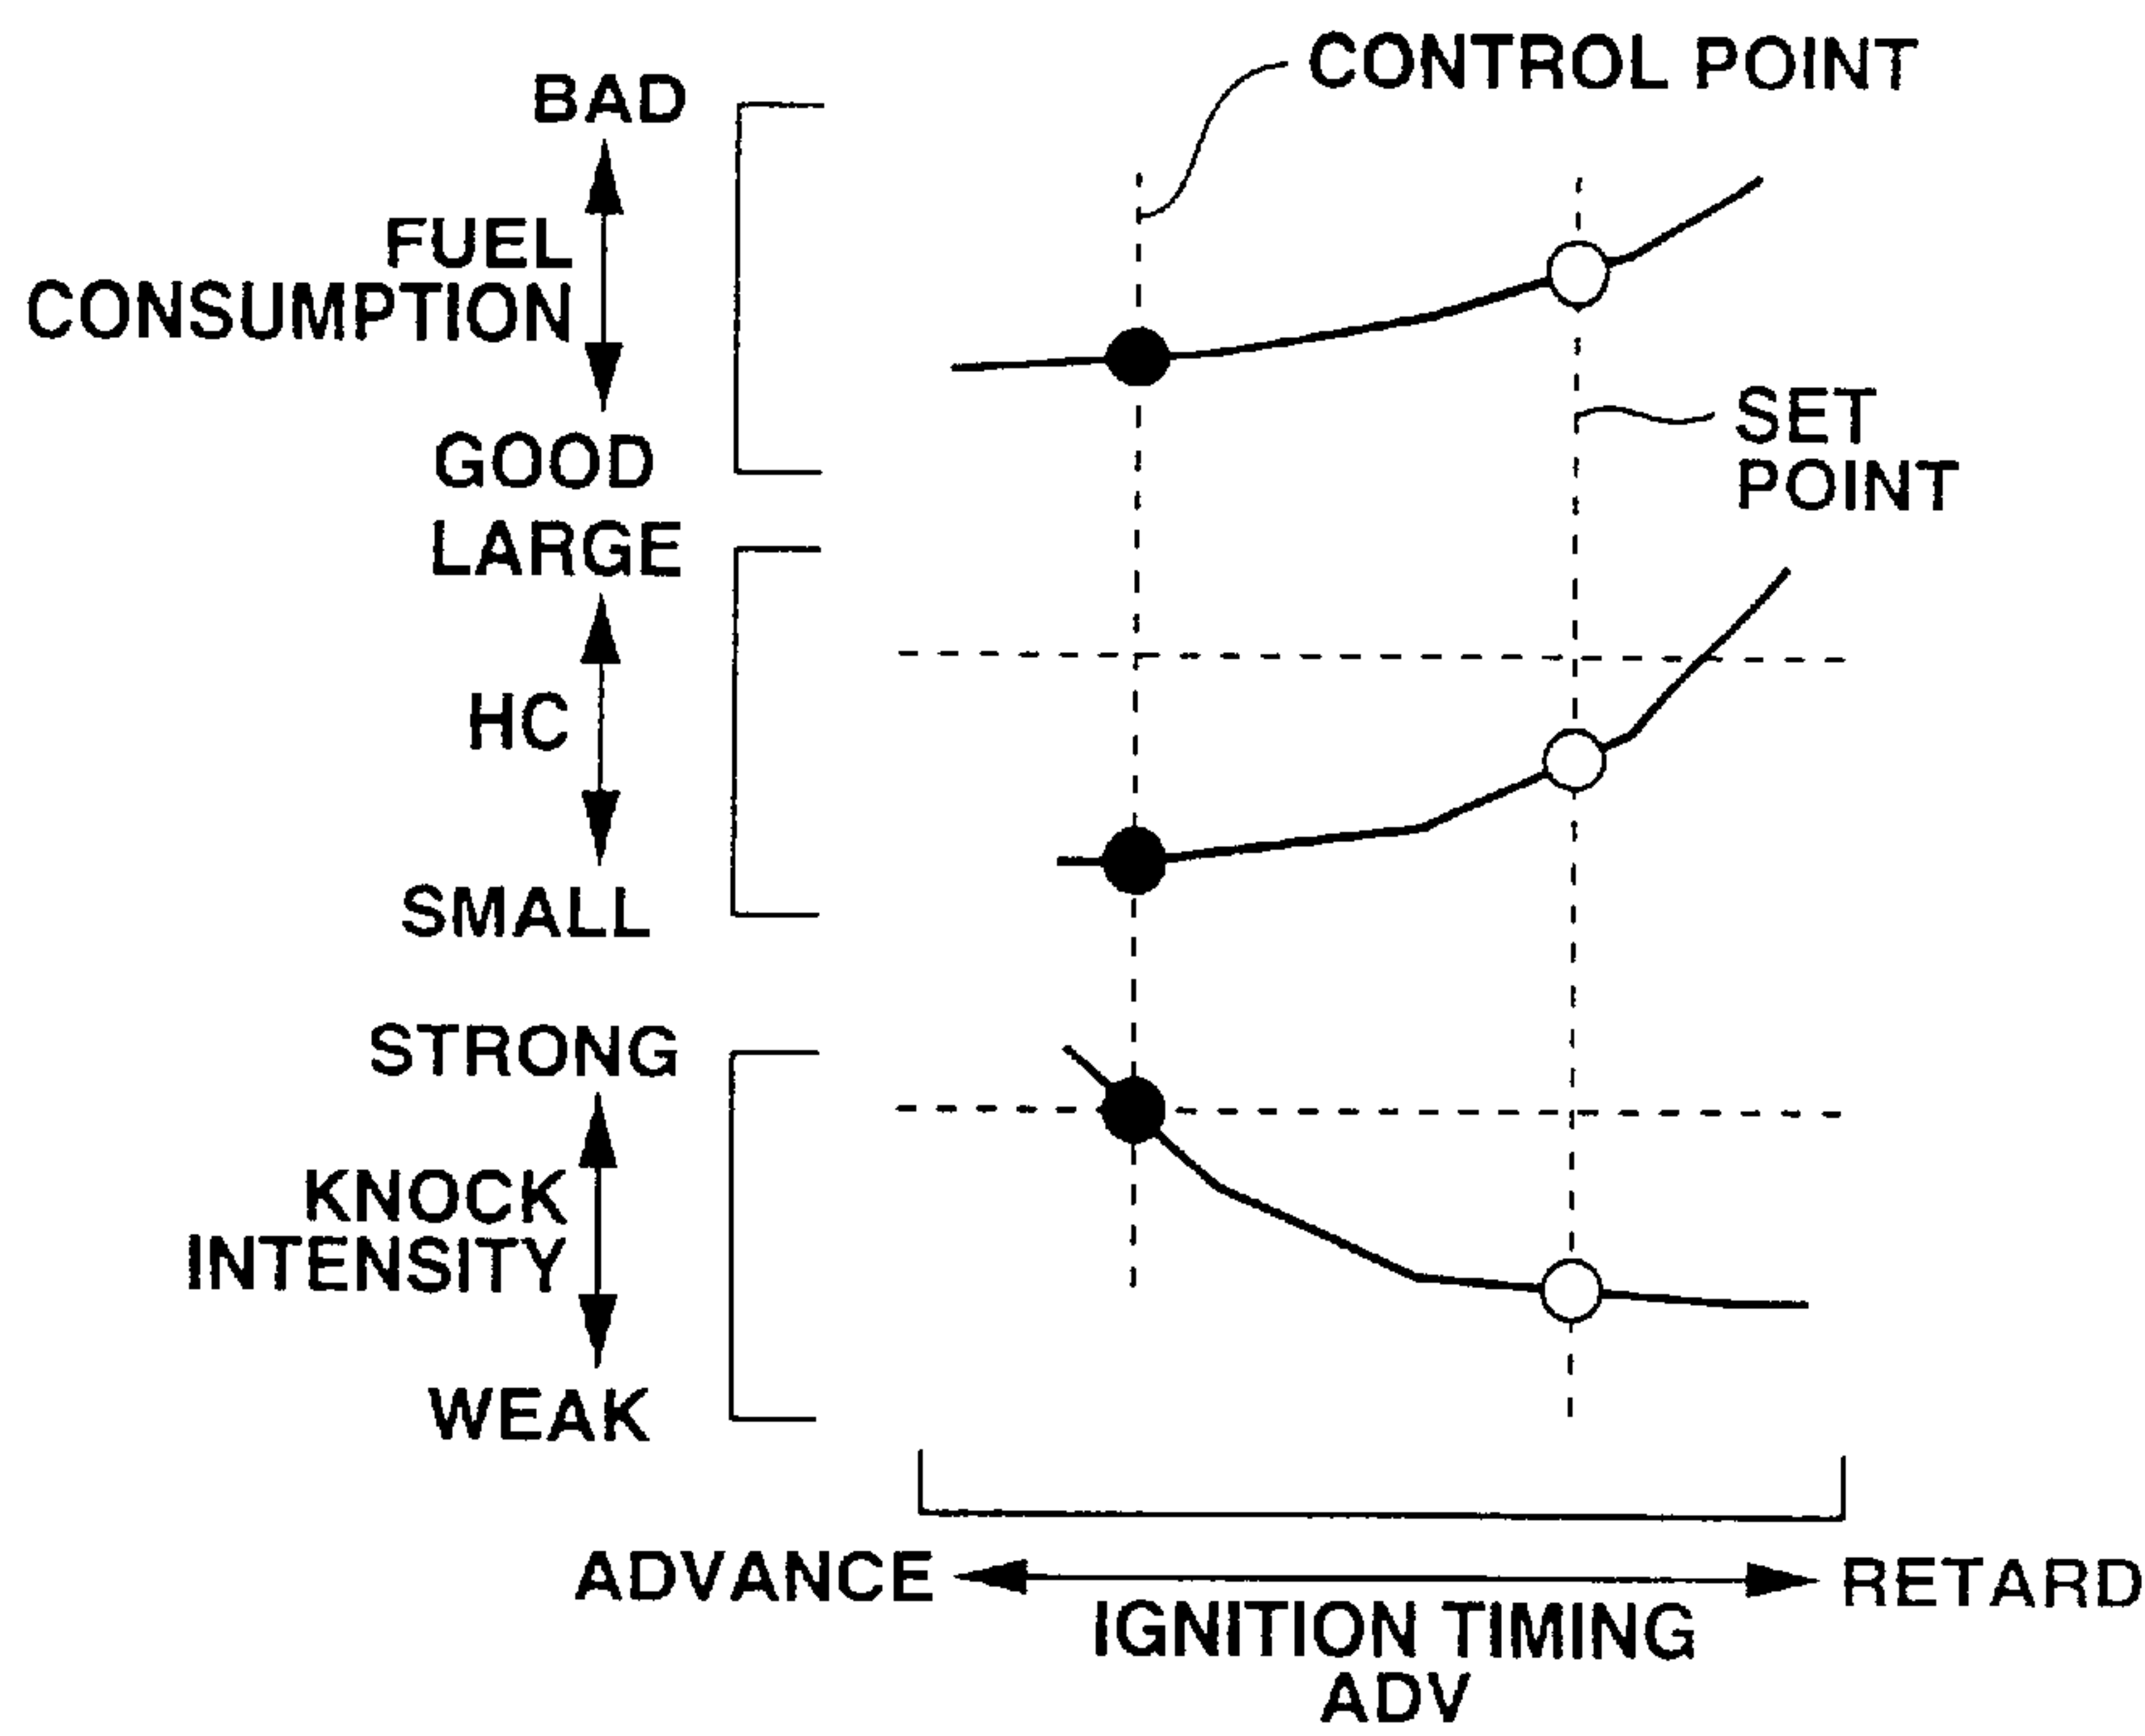 CONTROL POINT
BAD
FUEL
CONSUMPTION
GOOD
SET
POINT
LARGE
HC
SMALL
STRONG
KNOCK
INTENSITY
WEAK
ADVANCE
RETARD
IGNITION TIMING
ADV